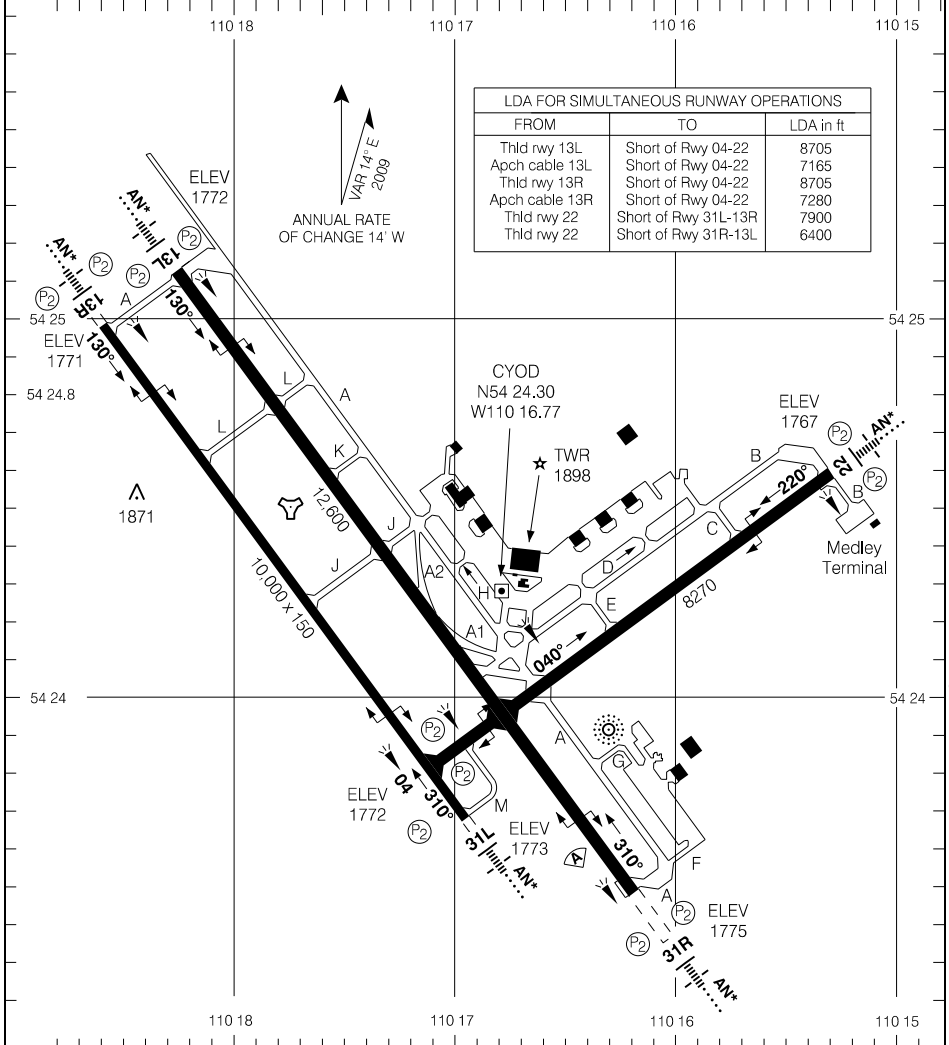 110 18
110 17
110 16
110 15
LDA FOR SIMULTANEOUS RUNWAY OPERATIONS
FROM TO LDA in ft
Thld rwy 13L Short of Rwy 04-22 8705
Apch cable 13L Short of Rwy 04-22 7165
Thld rwy 13R Short of Rwy 04-22 8705
Apch cable 13R Short of Rwy 04-22 7280
Thld rwy 22 Short of Rwy 31L-13R 7900
Thld rwy 22 Short of Rwy 31R-13L 6400
VAR 14° E
2009
ANNUAL RATE
OF CHANGE 14' W
ELEV
1772
AN*
13L
P2
P2
AN*
13R
P2
P2
A
130°
130°
54 25
54 25
ELEV
1771
54 24.8
CYOD
N54 24.30
W110 16.77
TWR
1898
ELEV
1767
P2
AN*
22
P2
L
A
L
K
B
220°
B
1871
12,600
J
J
C
Medley
Terminal
A2
D
H
E
8270
10,000 x 150
A1
040°
54 24
54 24
P2
A
G
P2
04
310°
ELEV
1772
M
P2
31L
ELEV
1773
A
310°
F
AN*
A
P2
ELEV
1775
P2
31R
AN*
110 18
110 17
110 16
110 15